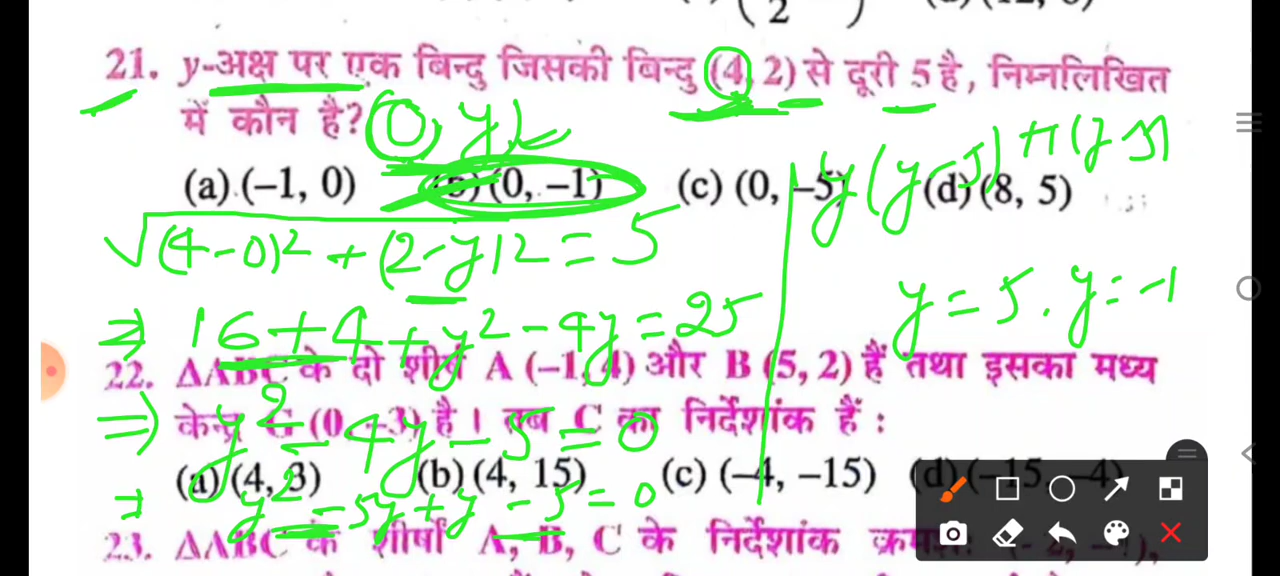 21. y-अक्ष पर एक बिन्दु जिसकी बिन्दु (4, 2) से दूरी 5 है, निम्नलिखित
में कौन है?
(0, y)
(a) (–1, 0) (b) (0, –1) (c) (0, –5) (d) (8, 5)
√(4-0)2 + (2-y)2 = 5
y(y-5)
⇒ 16+4+y2-4y=25
y=5. y=-1
22. ΔABC के दो शीर्ष A (–1, 4) और B (5, 2) हैं तथा इसका मध्य
केन्द्र G (0, –3) है। तब C का निर्देशांक हैं :
⇒ y2-4y-5=0
(a) (4, 3) (b) (4, 15) (c) (–4, –15) (d) (–15, –4)
⇒ y2-5y+y-5=0
23. ΔABC के शीर्षों A, B, C के निर्देशांक क्रमशः